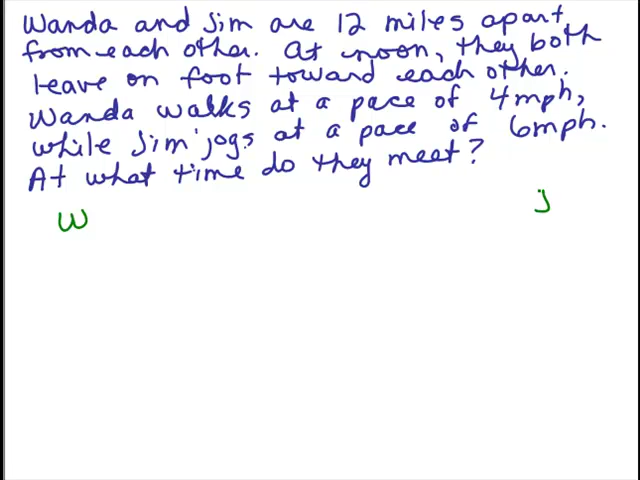 Wanda and Jim are 12 miles apart
from each other. At noon, they both
leave on foot toward each other.
Wanda walks at a pace of 4mph,
while Jim jogs at a pace of 6mph.
At what time do they meet?
W J